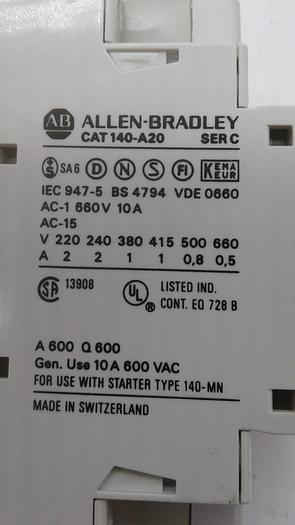 AB ALLEN-BRADLEY
CAT 140-A20 SER C
S SA6 D N S FI KEMA KEUR
IEC 947-5 BS 4794 VDE 0660
AC-1 660V 10A
AC-15
V 220 240 380 415 500 660
A 2 2 1 1 0,8 0,5
SA 13908 UL ® LISTED IND.
CONT. EQ 728 B
A 600 Q 600
Gen. Use 10A 600 VAC
FOR USE WITH STARTER TYPE 140-MN
MADE IN SWITZERLAND